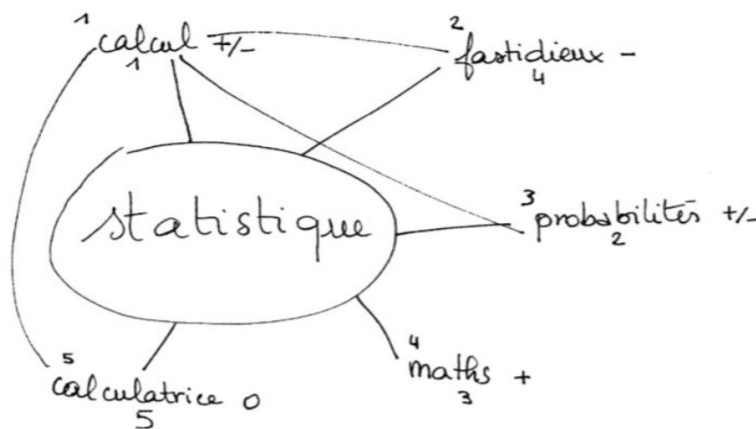 1 calcul +/-
1
2 fastidieux -
4
statistique
3 probabilités +/-
2
4 maths +
3
5 calculatrice 0
5